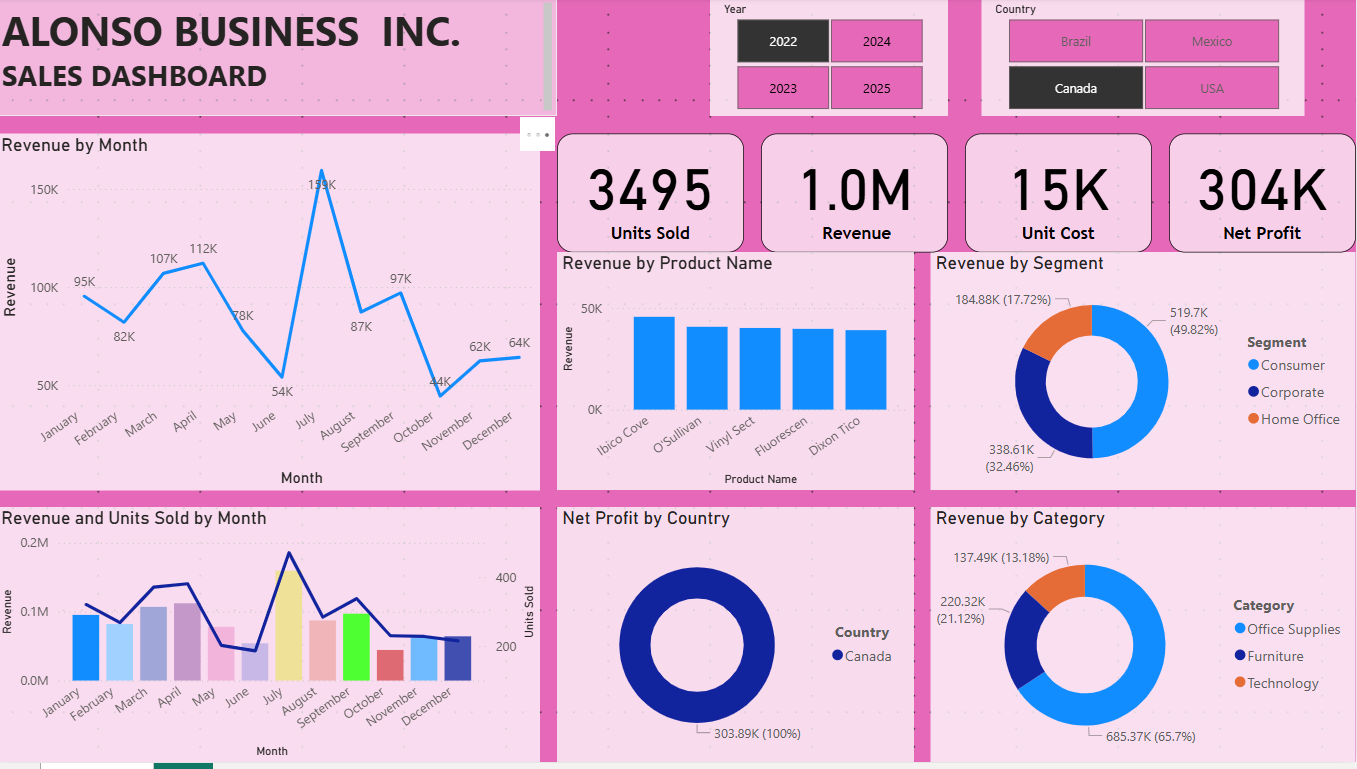 ALONSO BUSINESS INC.
SALES DASHBOARD
Year
2022
2024
2023
2025
Country
Brazil
Mexico
Canada
USA
3495
Units Sold
1.0M
Revenue
15K
Unit Cost
304K
Net Profit
Revenue by Month
Revenue
150K
100K
50K
95K
82K
107K
112K
78K
54K
159K
87K
97K
44K
62K
64K
January
February
March
April
May
June
July
August
September
October
November
December
Month
Revenue by Product Name
Revenue
50K
0K
Ibico Cove
O'Sullivan
Vinyl Sect
Fluorescen
Dixon Tico
Product Name
Revenue by Segment
184.88K (17.72%)
519.7K
(49.82%)
338.61K
(32.46%)
Segment
Consumer
Corporate
Home Office
Revenue and Units Sold by Month
Revenue
0.2M
0.1M
0.0M
400
200
Units Sold
January
February
March
April
May
June
July
August
September
October
November
December
Month
Net Profit by Country
303.89K (100%)
Country
Canada
Revenue by Category
137.49K (13.18%)
220.32K
(21.12%)
685.37K (65.7%)
Category
Office Supplies
Furniture
Technology